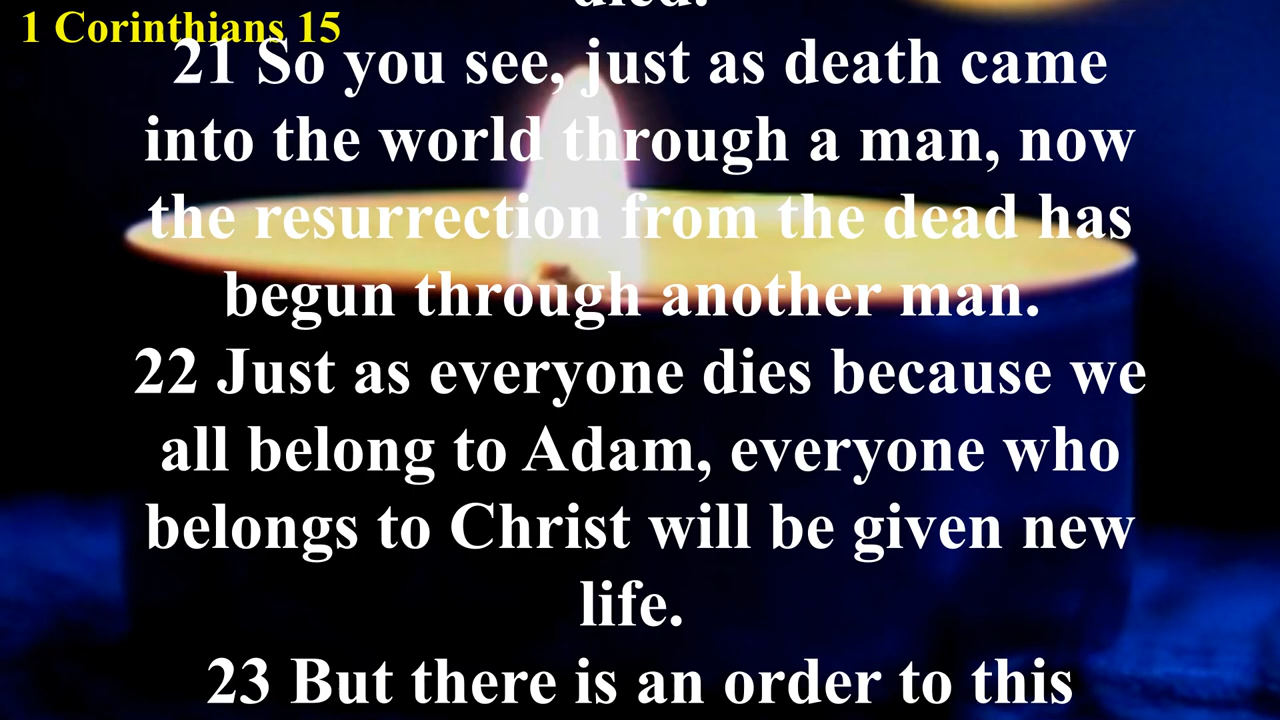 died.
1 Corinthians 15
21 So you see, just as death came
into the world through a man, now
the resurrection from the dead has
begun through another man.
22 Just as everyone dies because we
all belong to Adam, everyone who
belongs to Christ will be given new
life.
23 But there is an order to this